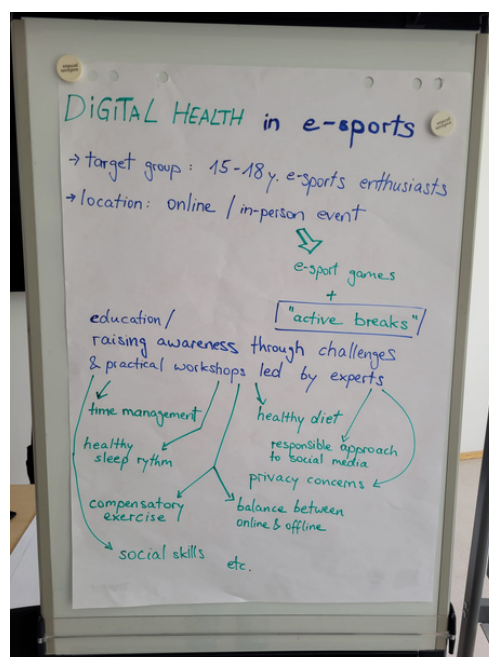 DiGiTAL HEALTH in e-sports
→ target group: 15-18 y. e-sports enthusiasts
→ location: online / in-person event
e-sport games
+
"active breaks"
education/
raising awareness through challenges
& practical workshops led by experts
time management
healthy diet
healthy
sleep rythm
responsible approach
to social media
privacy concerns
compensatory
exercise
balance between
online & offline
social skills
etc.